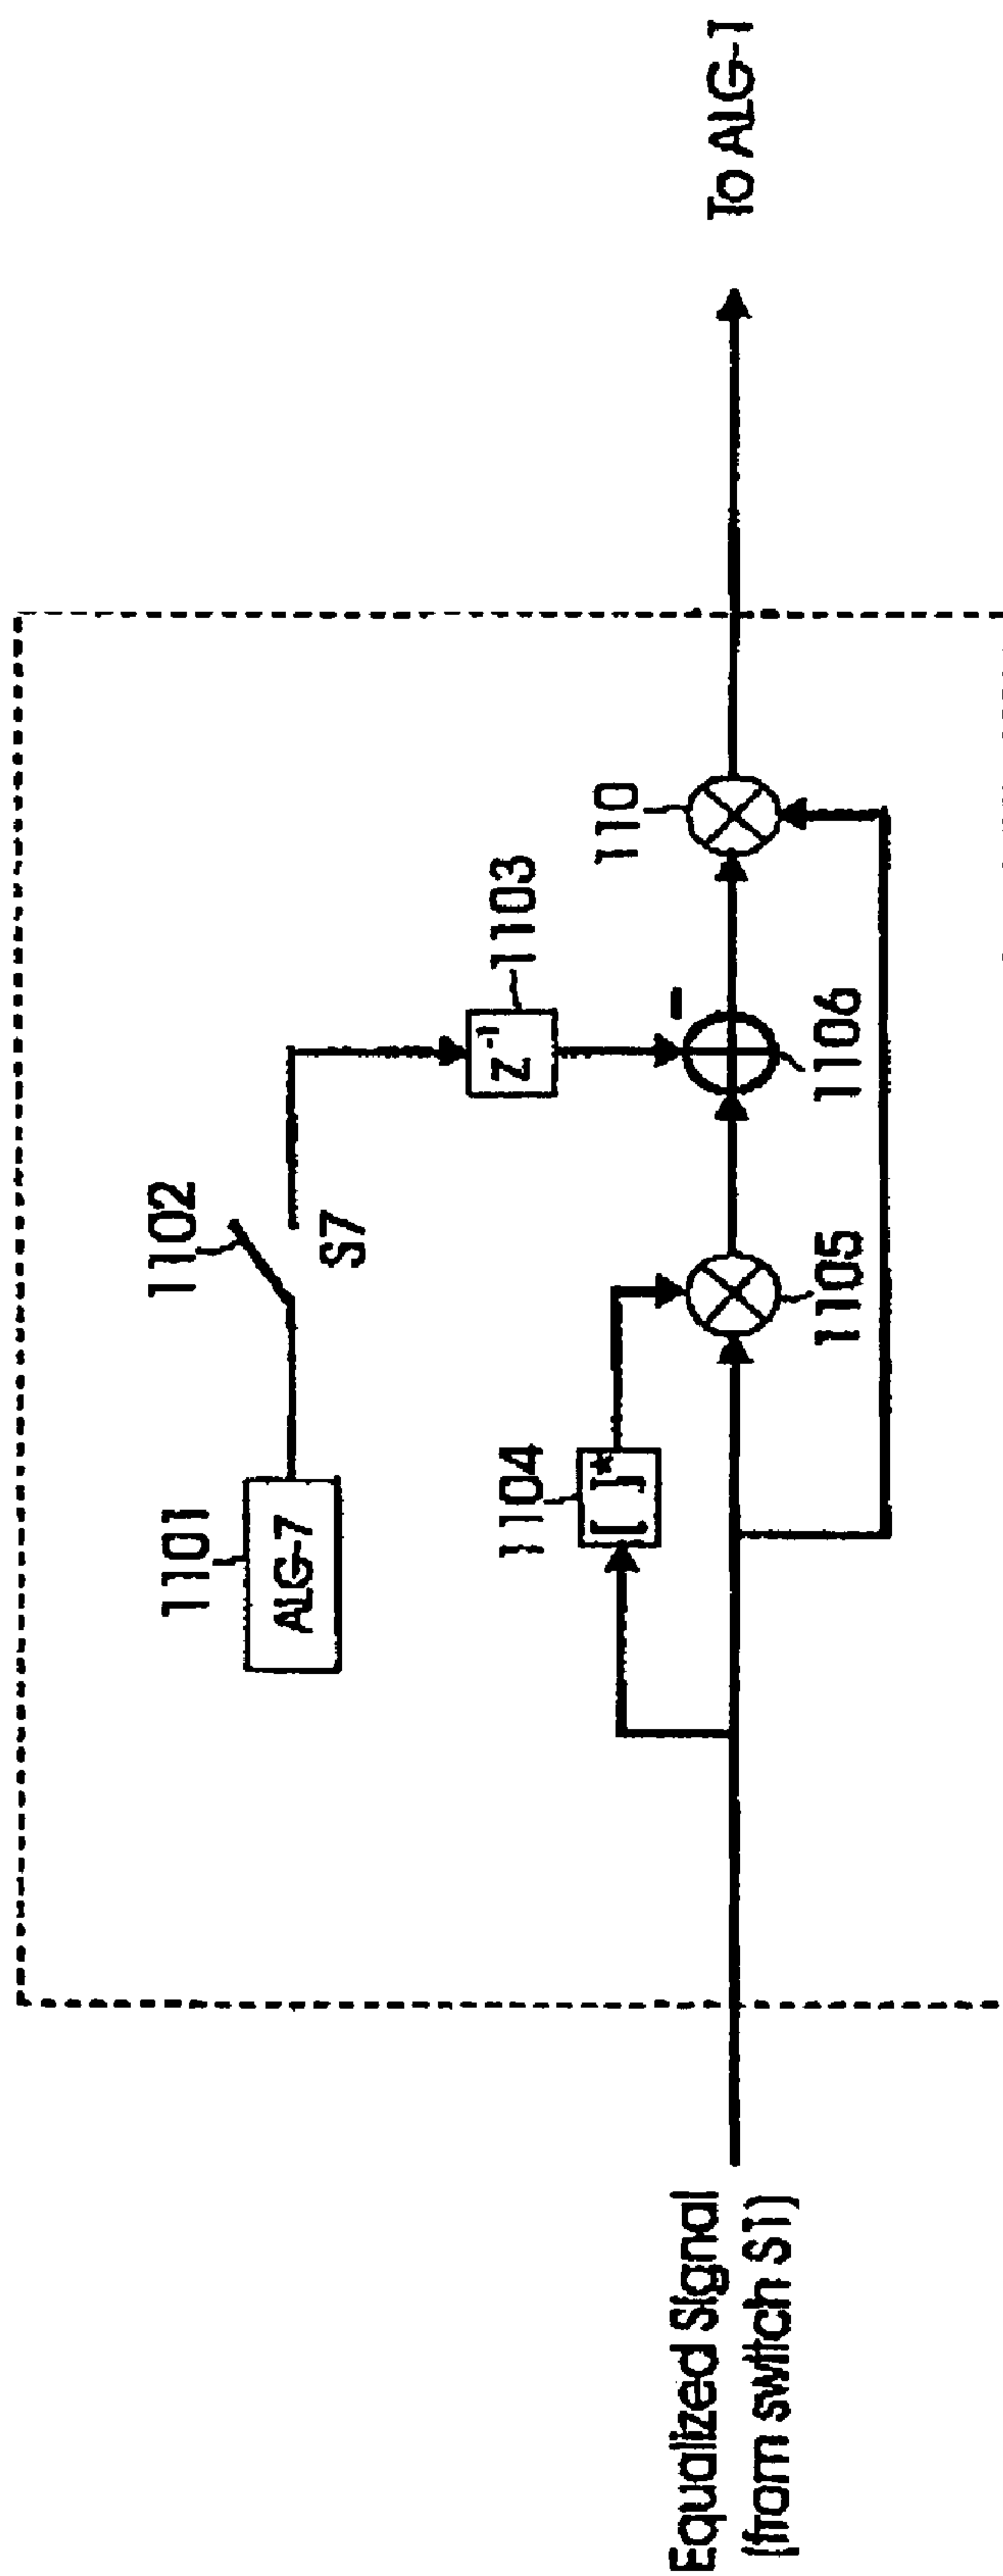 1101
ALG-7
1102
S7
1103
Z⁻¹
1104
[ ]*
1105
1106
–
110
Equalized Signal
(from switch S1)
To ALG-1